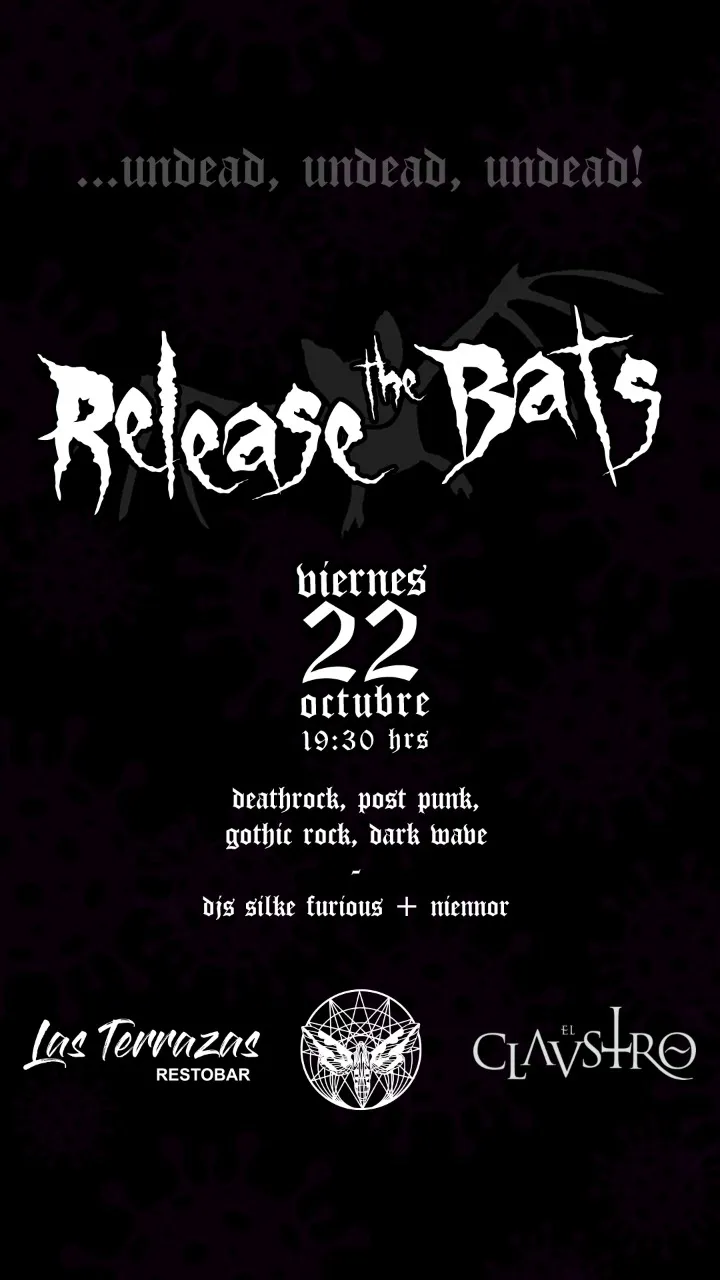 ...undead, undead, undead!
Release the Bats
viernes
22
octubre
19:30 hrs
deathrock, post punk,
gothic rock, dark wave
-
djs silke furious + niennor
Las Terrazas
RESTOBAR
EL
CLAVSTRO